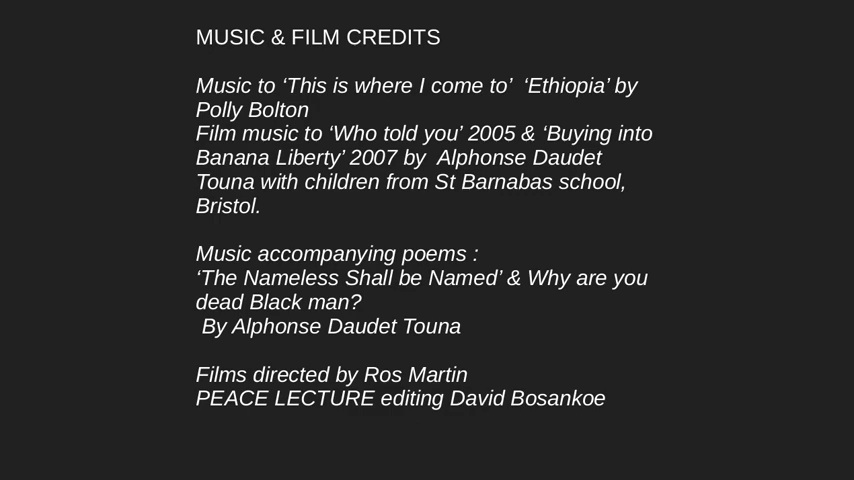 MUSIC & FILM CREDITS
Music to ‘This is where I come to’  ‘Ethiopia’ by
Polly Bolton
Film music to ‘Who told you’ 2005 & ‘Buying into
Banana Liberty’ 2007 by  Alphonse Daudet
Touna with children from St Barnabas school,
Bristol.
Music accompanying poems :
‘The Nameless Shall be Named’ & Why are you
dead Black man?
By Alphonse Daudet Touna
Films directed by Ros Martin
PEACE LECTURE editing David Bosankoe